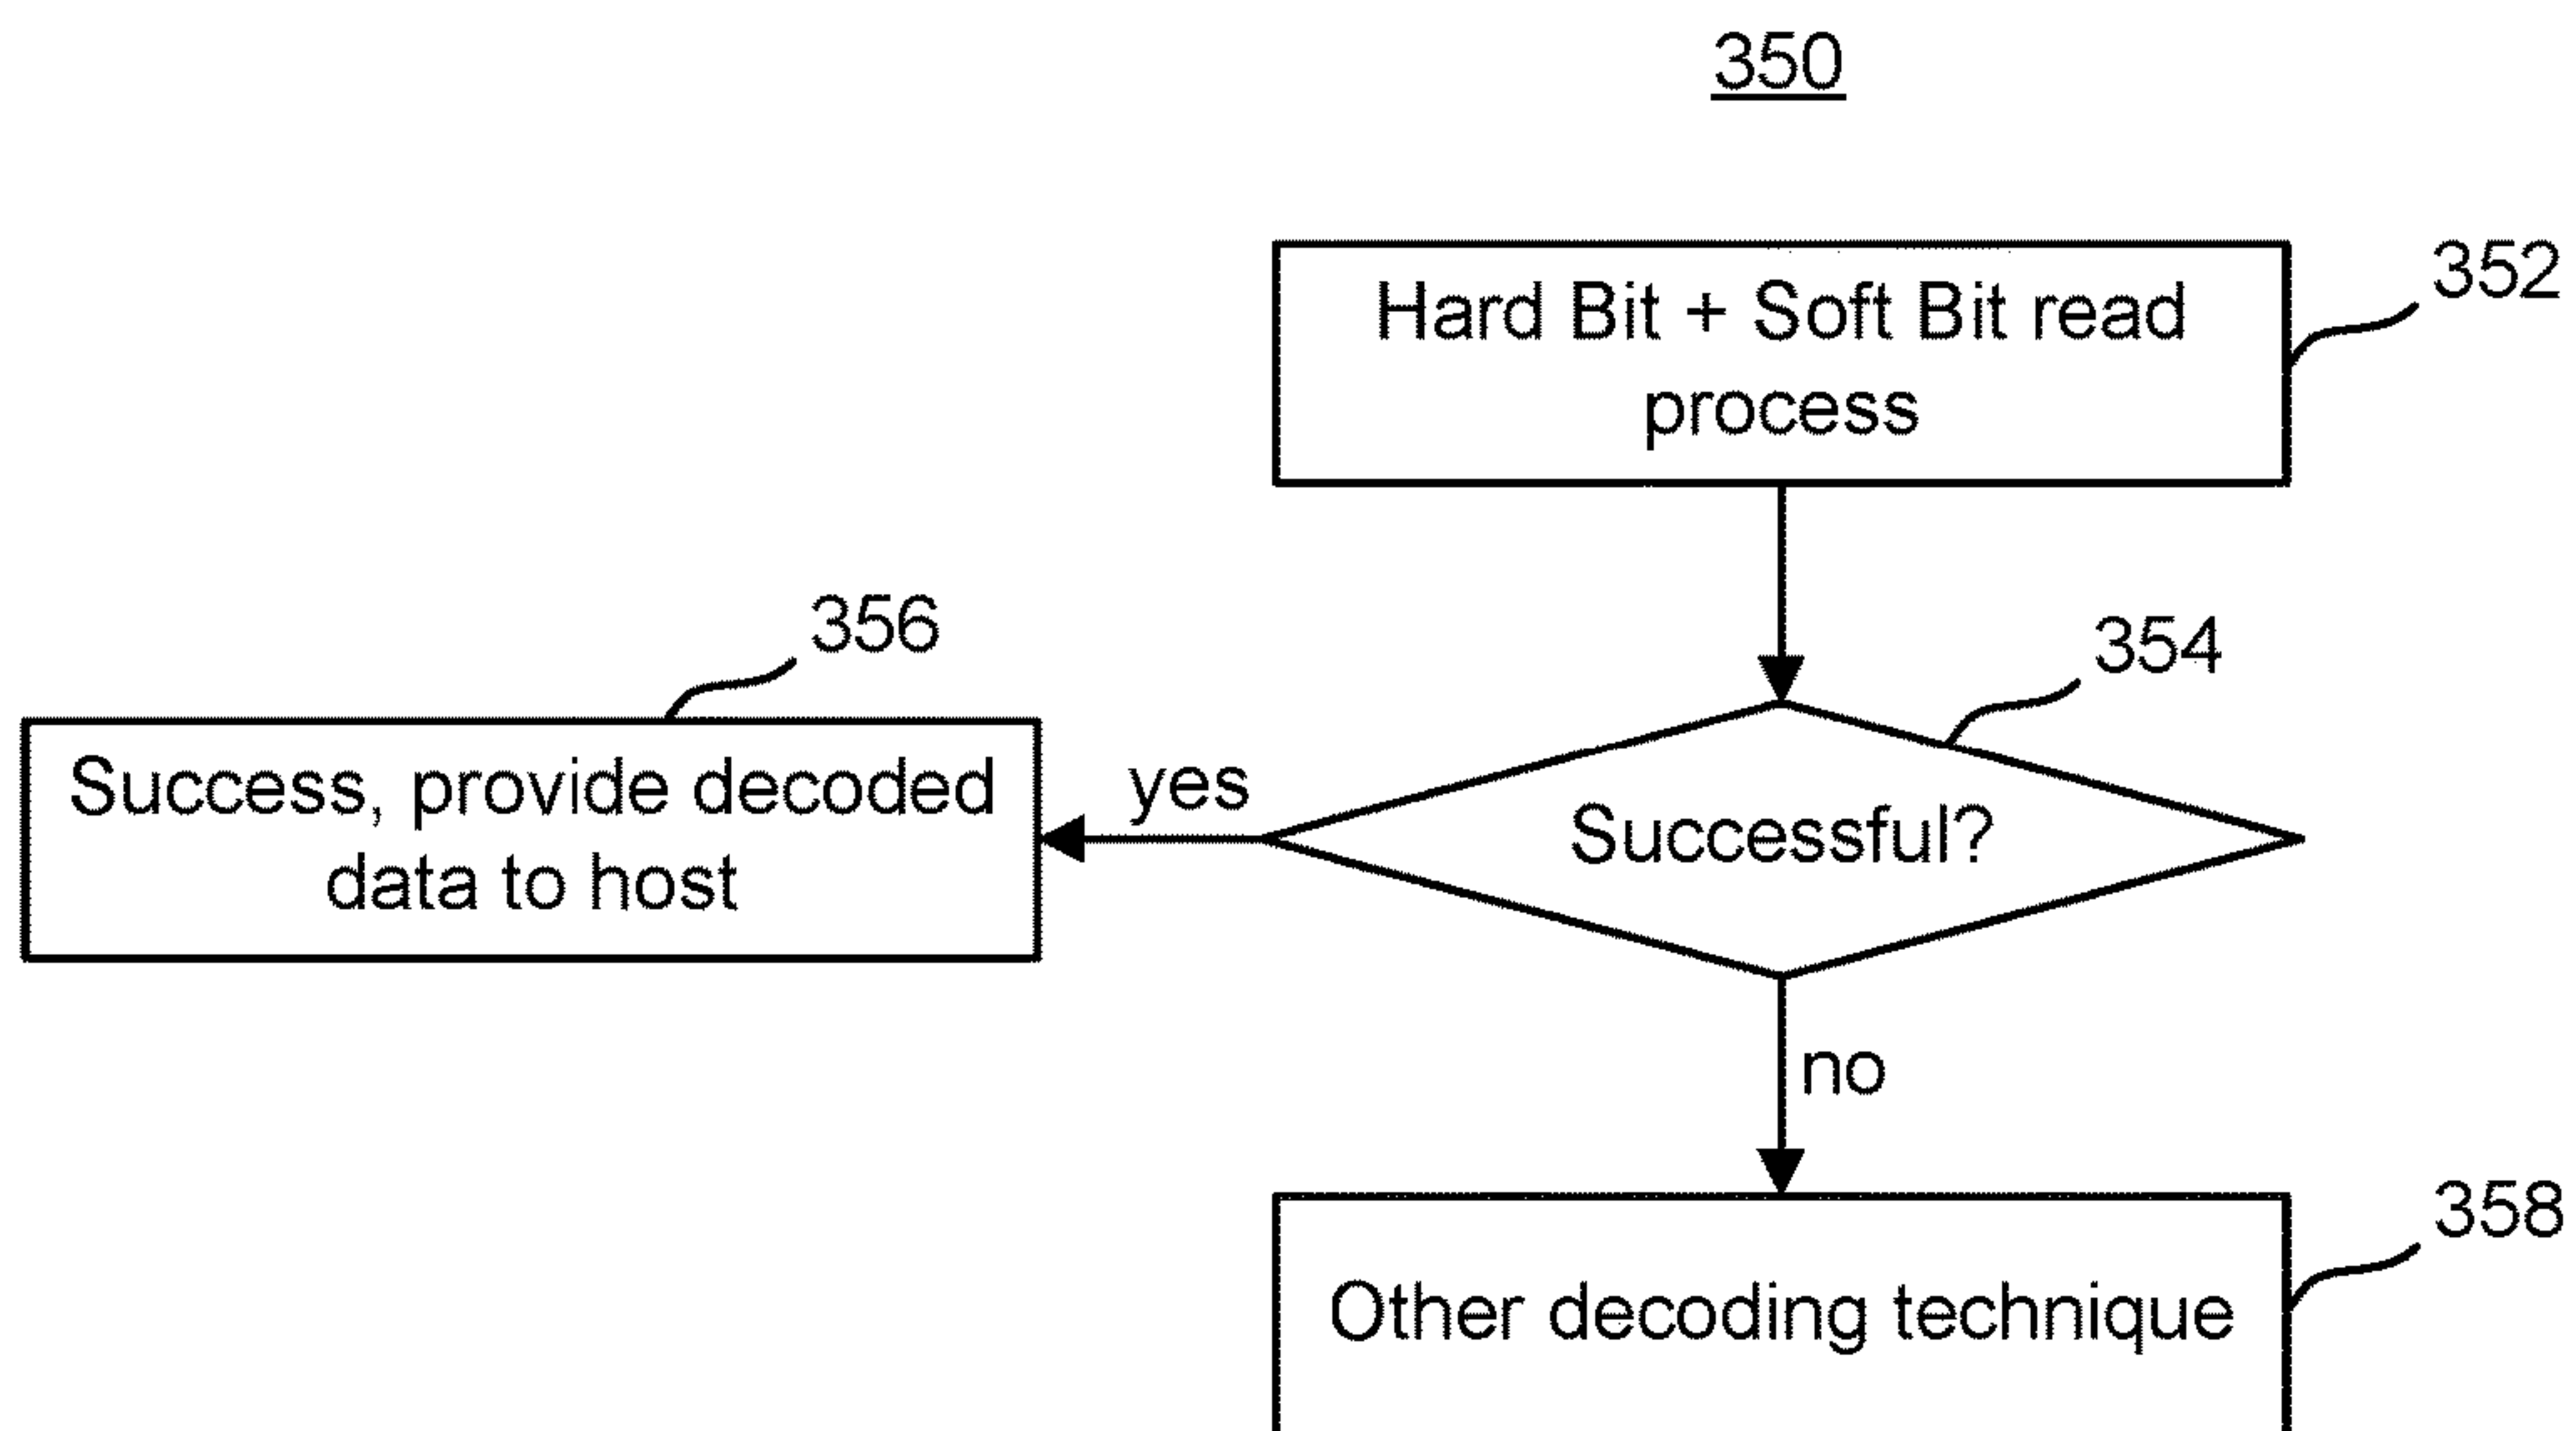 350
Hard Bit + Soft Bit read
process
352
354
Successful?
yes
356
Success, provide decoded
data to host
no
Other decoding technique
358